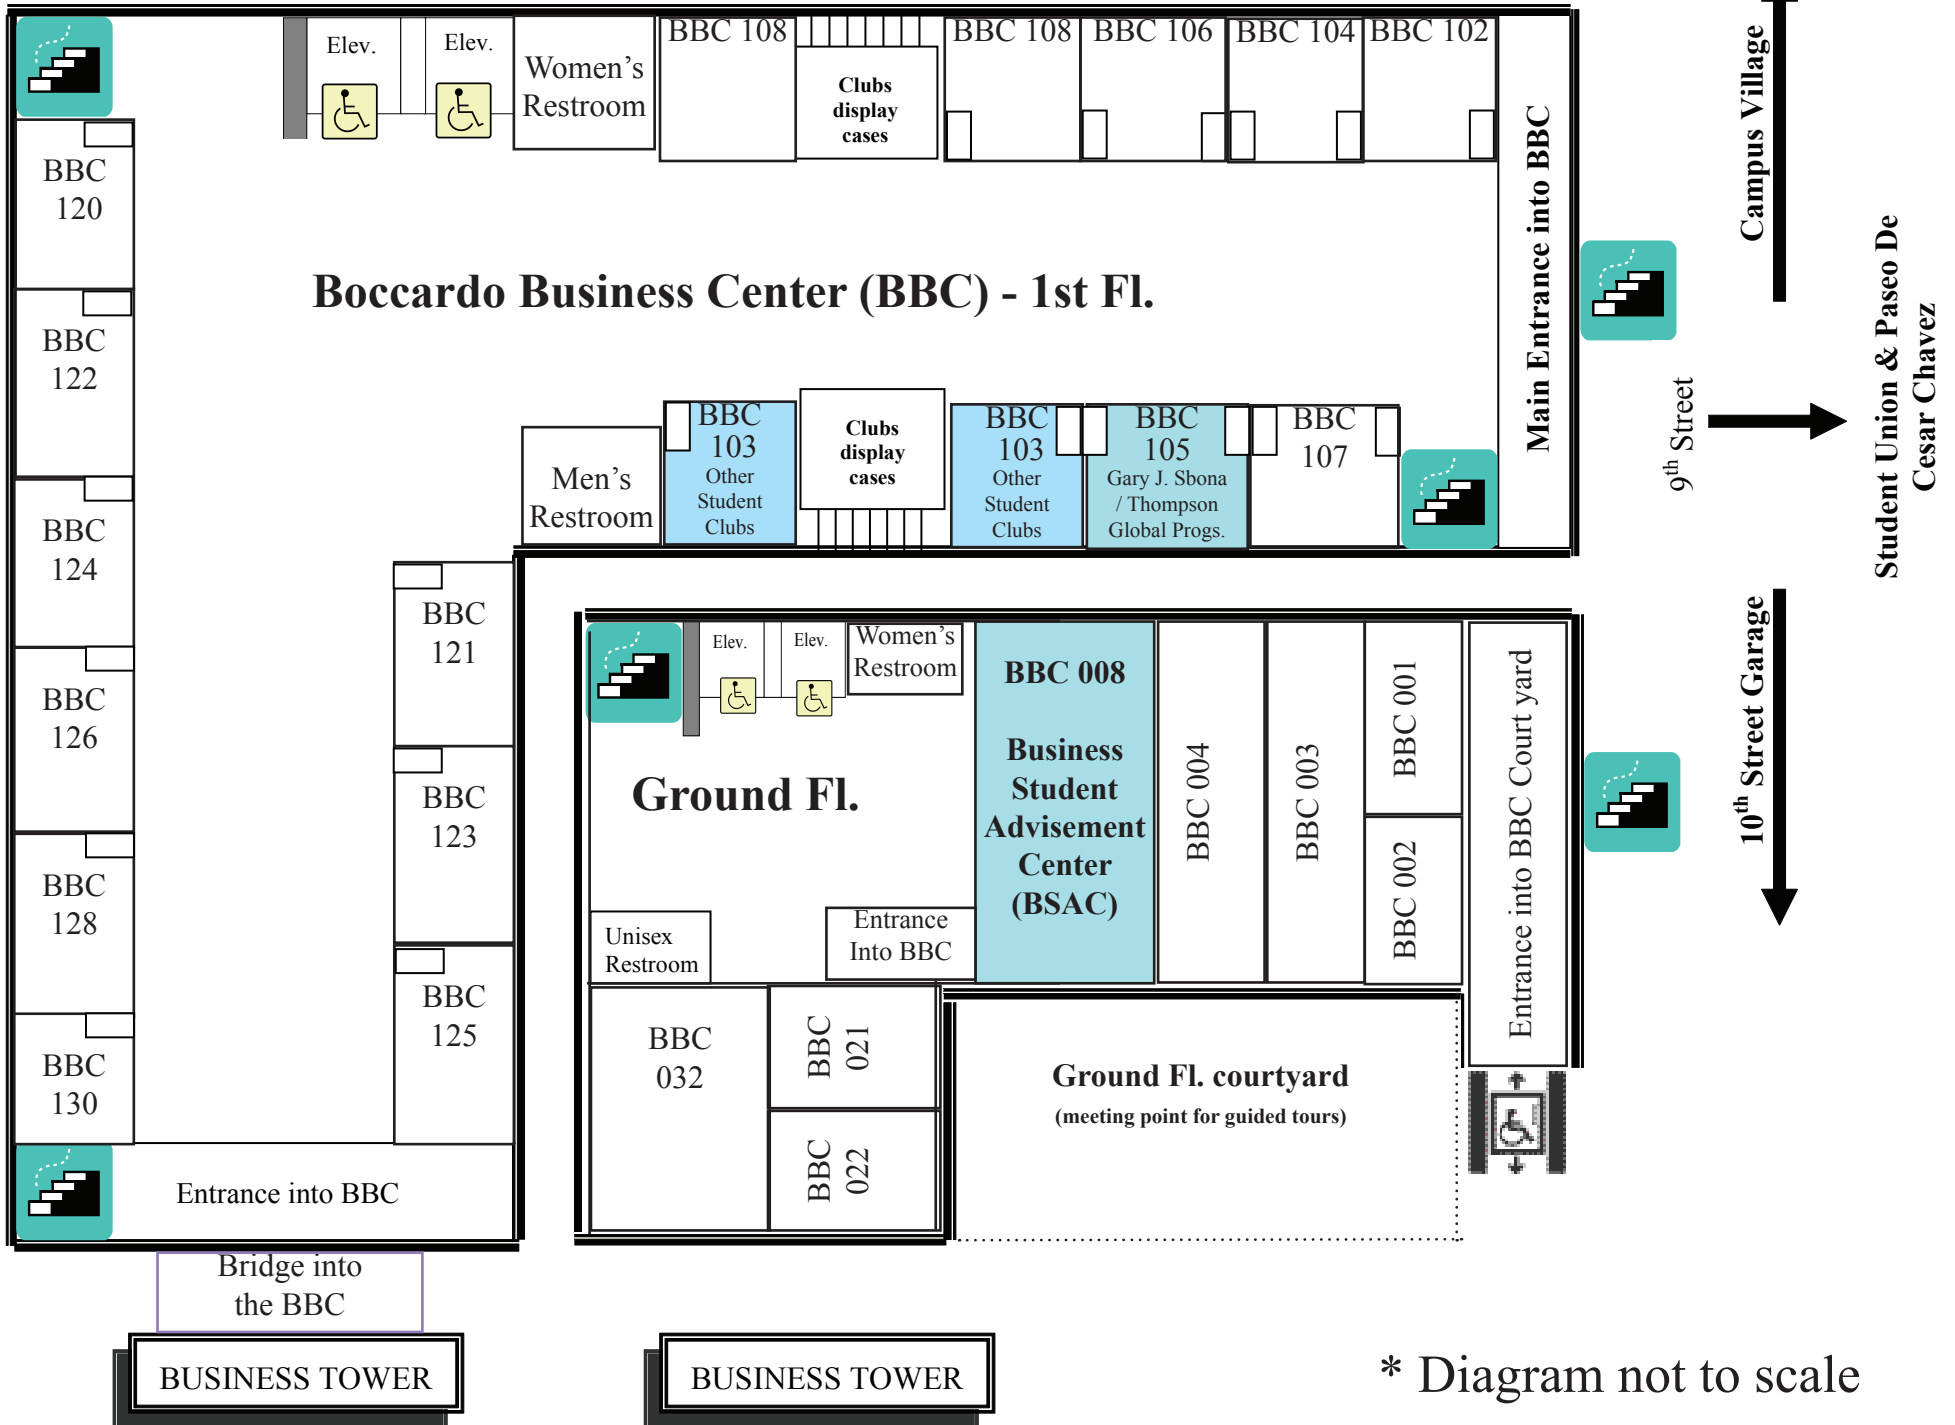 Elev.
Elev.
Women's
Restroom
BBC 108
Clubs
display
cases
BBC 108
BBC 106
BBC 104
BBC 102
Main Entrance into BBC
Campus Village
BBC
120
BBC
122
BBC
124
BBC
126
BBC
128
BBC
130
Boccardo Business Center (BBC) - 1st Fl.
Men's
Restroom
BBC
103
Other
Student
Clubs
Clubs
display
cases
BBC
103
Other
Student
Clubs
BBC
105
Gary J. Sbona
/ Thompson
Global Progs.
BBC
107
9th Street
Student Union & Paseo De
Cesar Chavez
10th Street Garage
BBC
121
BBC
123
BBC
125
Entrance into BBC
Bridge into
the BBC
BUSINESS TOWER
Elev.
Elev.
Women's
Restroom
Ground Fl.
BBC 008
Business
Student
Advisement
Center
(BSAC)
BBC 004
BBC 003
BBC 001
BBC 002
Entrance into BBC Court yard
Unisex
Restroom
Entrance
Into BBC
BBC
032
BBC
021
BBC
022
Ground Fl. courtyard
(meeting point for guided tours)
BUSINESS TOWER
* Diagram not to scale